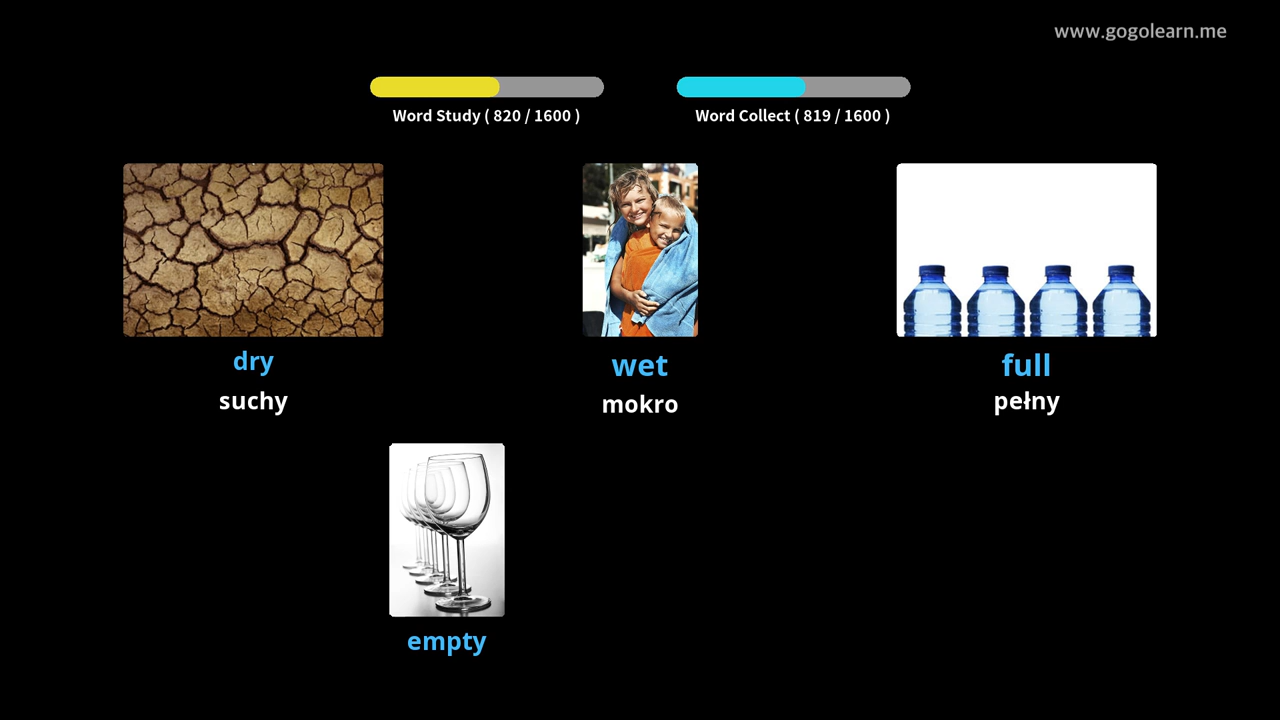 www.gogolearn.me
Word Study ( 820 / 1600 )
Word Collect ( 819 / 1600 )
dry
suchy
wet
mokro
full
pełny
empty